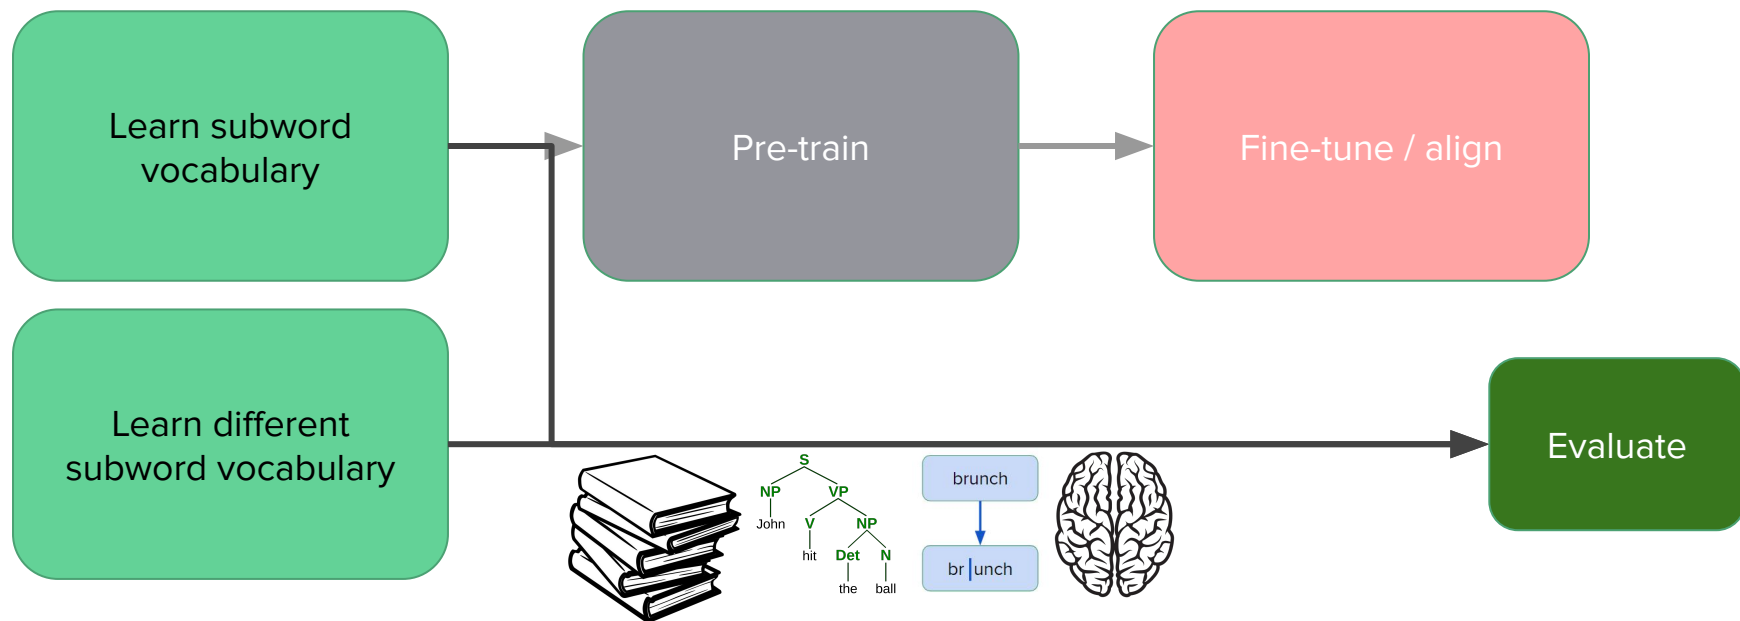 Learn subword
vocabulary
Pre-train
Fine-tune / align
Learn different
subword vocabulary
Evaluate
S
NP
VP
John
V
NP
hit
Det
N
the
ball
brunch
br unch